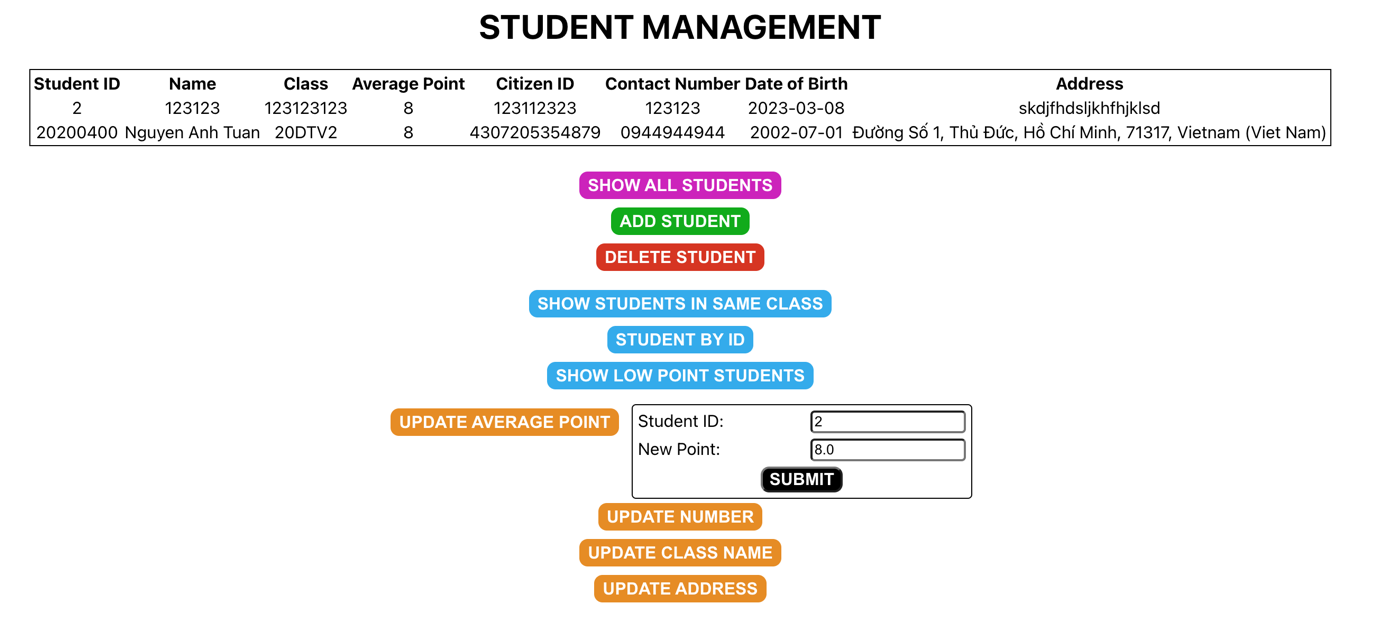 STUDENT MANAGEMENT
Student ID Name Class Average Point Citizen ID Contact Number Date of Birth Address
2 123123 123123123 8 123112323 123123 2023-03-08 skdjfhdsljkhfhjklsd
20200400 Nguyen Anh Tuan 20DTV2 8 4307205354879 0944944944 2002-07-01 Đường Số 1, Thủ Đức, Hồ Chí Minh, 71317, Vietnam (Viet Nam)
SHOW ALL STUDENTS
ADD STUDENT
DELETE STUDENT
SHOW STUDENTS IN SAME CLASS
STUDENT BY ID
SHOW LOW POINT STUDENTS
UPDATE AVERAGE POINT Student ID: 2
New Point: 8.0
SUBMIT
UPDATE NUMBER
UPDATE CLASS NAME
UPDATE ADDRESS